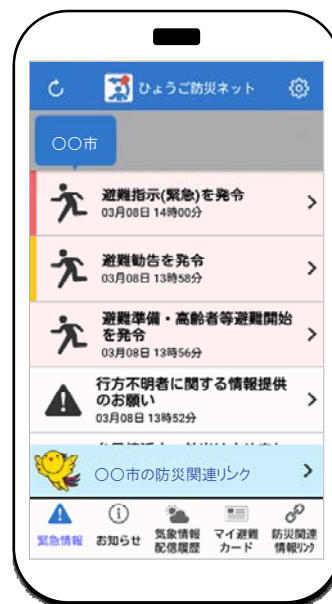 ひょうご防災ネット
〇〇市
避難指示(緊急)を発令
03月08日 14時00分
避難勧告を発令
03月08日 13時58分
避難準備・高齢者等避難開始
を発令
03月08日 13時56分
行方不明者に関する情報提供
のお願い
03月08日 13時52分
〇〇市の防災関連リンク
緊急情報
お知らせ
気象情報
配信履歴
マイ避難
カード
防災関連
情報リンク